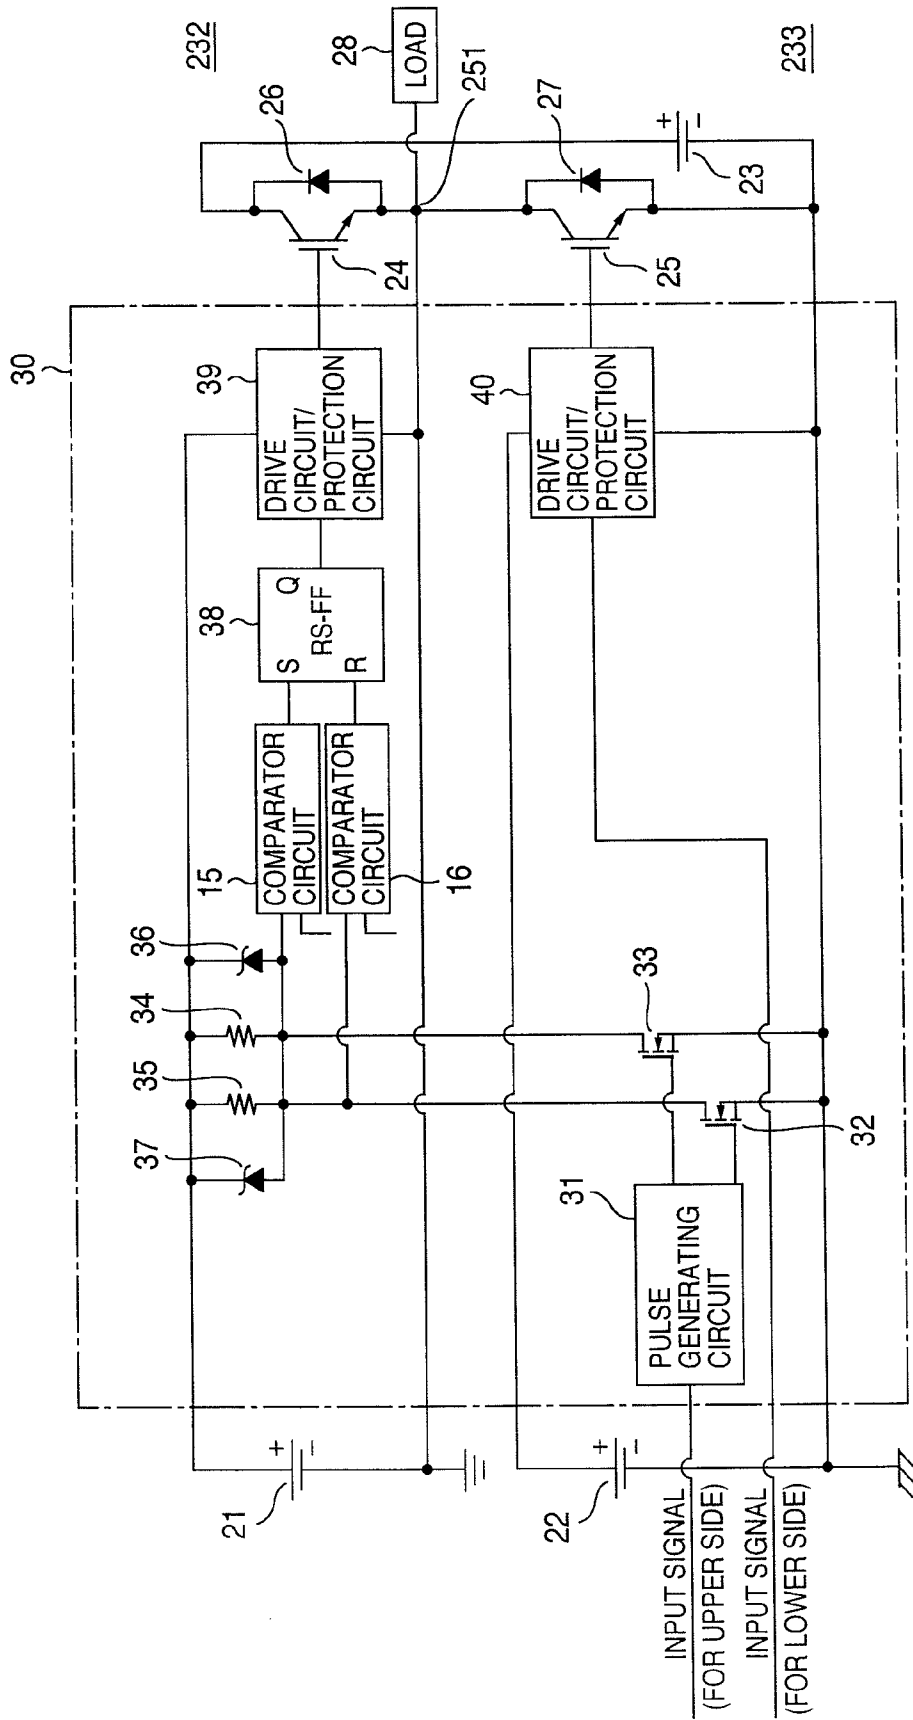 232
28
LOAD
26
251
27
+
−
23
233
24
25
30
39
DRIVE
CIRCUIT/
PROTECTION
CIRCUIT
40
DRIVE
CIRCUIT/
PROTECTION
CIRCUIT
38
S
Q
RS-FF
R
15
COMPARATOR
CIRCUIT
COMPARATOR
CIRCUIT
16
36
34
35
37
33
32
31
PULSE
GENERATING
CIRCUIT
21
+
−
22
+
−
INPUT SIGNAL
(FOR UPPER SIDE)
INPUT SIGNAL
(FOR LOWER SIDE)